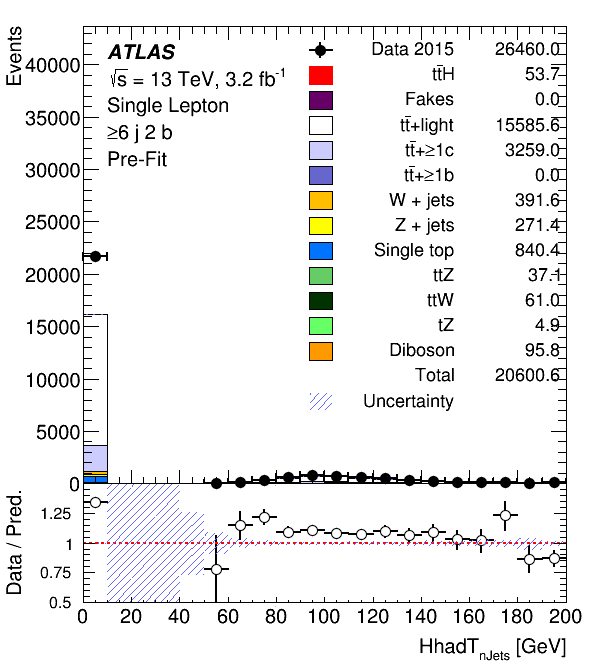 Events
ATLAS
√s = 13 TeV, 3.2 fb⁻¹
Single Lepton
≥6 j 2 b
Pre-Fit
Data 2015 26460.0
tt̄H 53.7
Fakes 0.0
tt̄+light 15585.6
tt̄+≥1c 3259.0
tt̄+≥1b 0.0
W + jets 391.6
Z + jets 271.4
Single top 840.4
ttZ 37.1
ttW 61.0
tZ 4.9
Diboson 95.8
Total 20600.6
Uncertainty
40000
35000
30000
25000
20000
15000
10000
5000
0
Data / Pred.
1.25
1
0.75
0.5
0 20 40 60 80 100 120 140 160 180 200
HhadT_nJets [GeV]